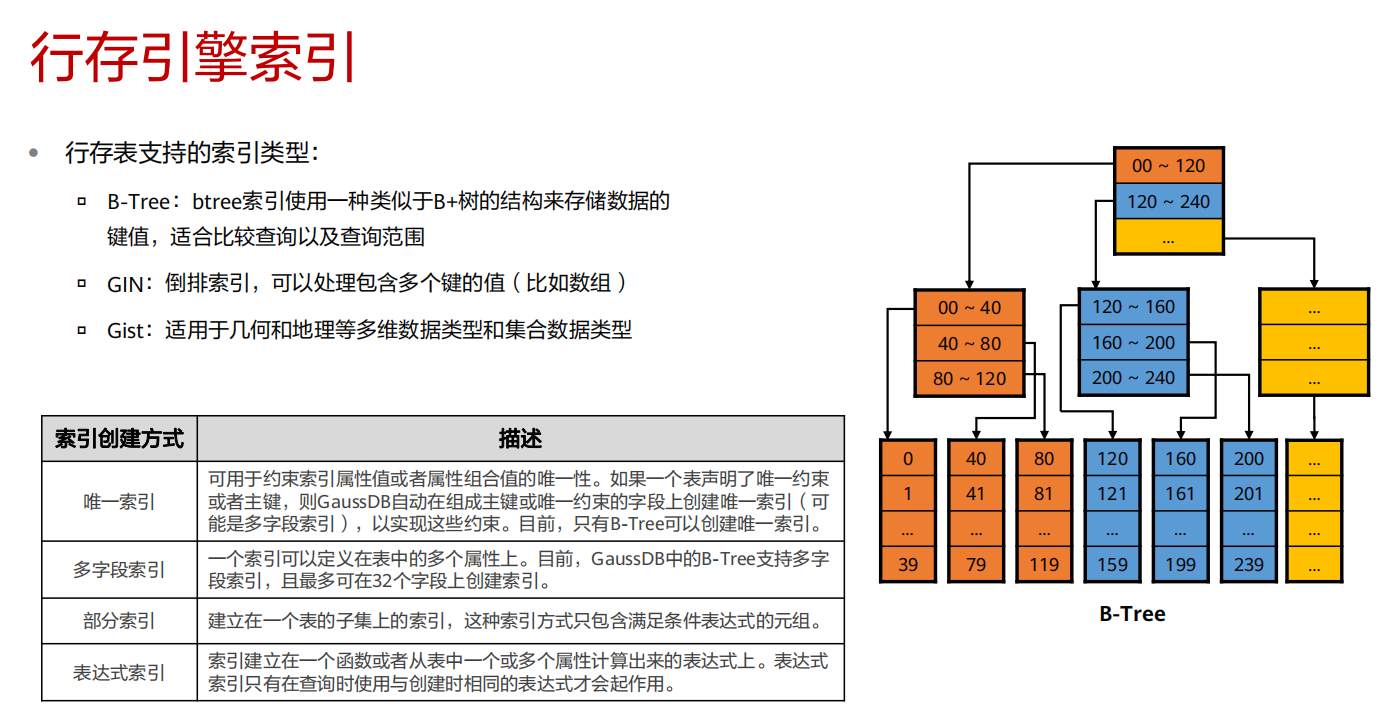 行存引擎索引
• 行存表支持的索引类型：
▫ B-Tree：btree索引使用一种类似于B+树的结构来存储数据的
键值，适合比较查询以及查询范围
▫ GIN：倒排索引，可以处理包含多个键的值（比如数组）
▫ Gist：适用于几何和地理等多维数据类型和集合数据类型
索引创建方式 描述
唯一索引
可用于约束索引属性值或者属性组合值的唯一性。如果一个表声明了唯一约束
或者主键，则GaussDB自动在组成主键或唯一约束的字段上创建唯一索引（可
能是多字段索引），以实现这些约束。目前，只有B-Tree可以创建唯一索引。
多字段索引
一个索引可以定义在表中的多个属性上。目前，GaussDB中的B-Tree支持多字
段索引，且最多可在32个字段上创建索引。
部分索引
建立在一个表的子集上的索引，这种索引方式只包含满足条件表达式的元组。
表达式索引
索引建立在一个函数或者从表中一个或多个属性计算出来的表达式上。表达式
索引只有在查询时使用与创建时相同的表达式才会起作用。
00 ~ 120
120 ~ 240
...
00 ~ 40
40 ~ 80
80 ~ 120
120 ~ 160
160 ~ 200
200 ~ 240
...
...
...
0 40 80 120 160 200 ...
1 41 81 121 161 201 ...
... ... ... ... ... ... ...
39 79 119 159 199 239 ...
B-Tree